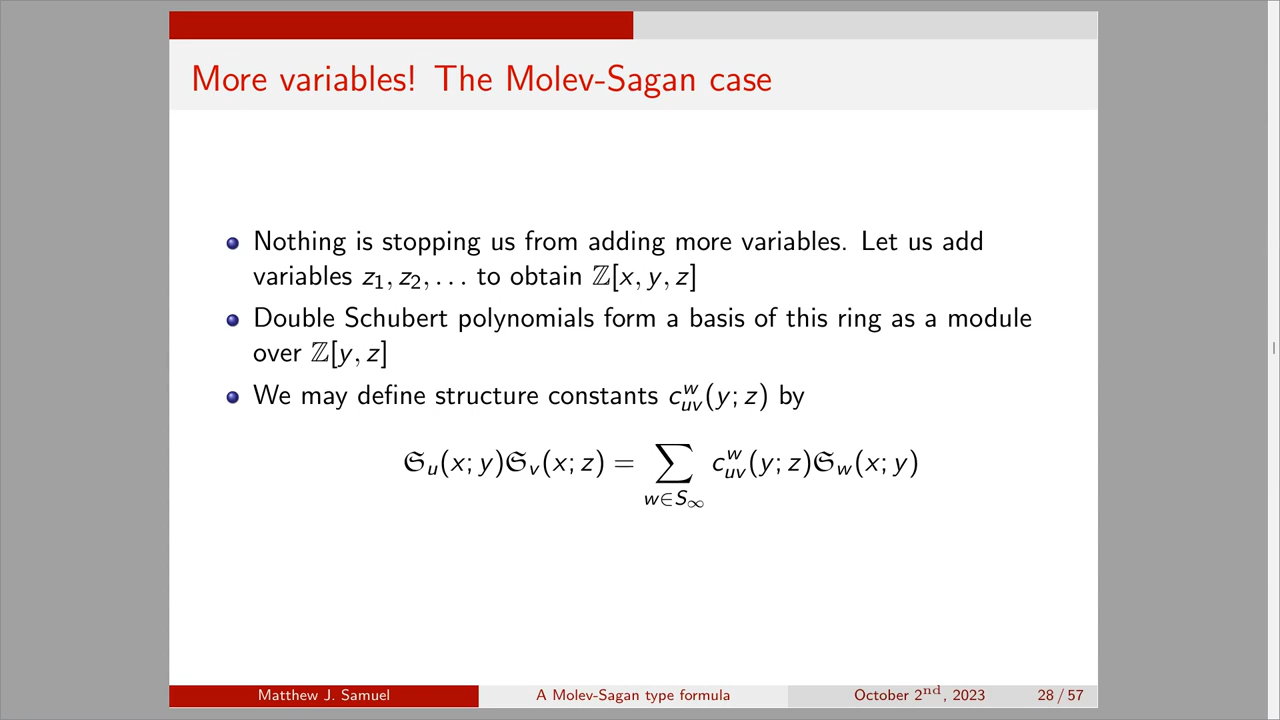 More variables! The Molev-Sagan case
Nothing is stopping us from adding more variables. Let us add
variables z₁, z₂, . . . to obtain ℤ[x, y, z]
Double Schubert polynomials form a basis of this ring as a module
over ℤ[y, z]
We may define structure constants c^w_{uv}(y; z) by
𝔖_u(x; y)𝔖_v(x; z) = ∑_{w∈S_∞} c^w_{uv}(y; z)𝔖_w(x; y)
Matthew J. Samuel A Molev-Sagan type formula October 2nd, 2023 28 / 57